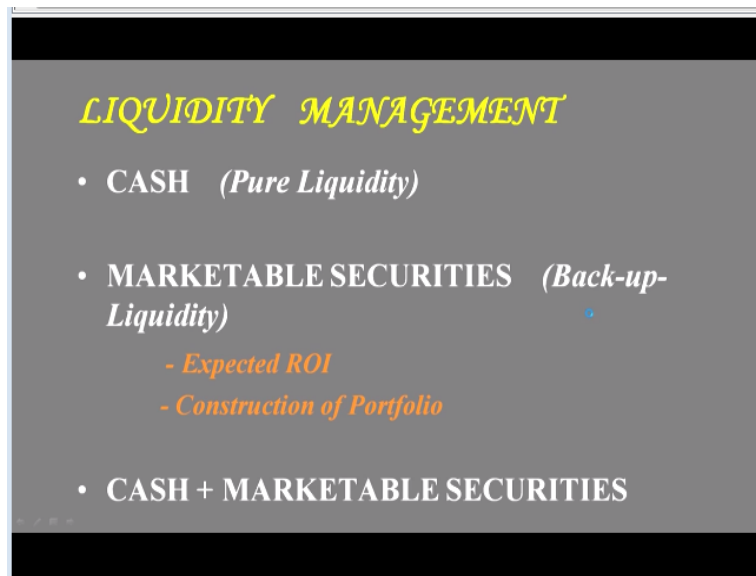 LIQUIDITY MANAGEMENT
• CASH (Pure Liquidity)
• MARKETABLE SECURITIES (Back-up-
Liquidity)
- Expected ROI
- Construction of Portfolio
• CASH + MARKETABLE SECURITIES